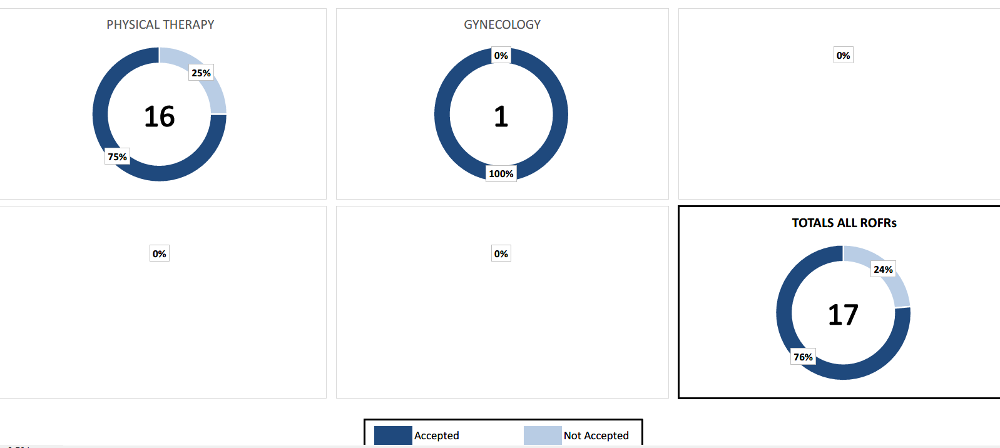 PHYSICAL THERAPY
25%
16
75%
GYNECOLOGY
0%
1
100%
0%
0%
0%
TOTALS ALL ROFRs
24%
17
76%
Accepted
Not Accepted